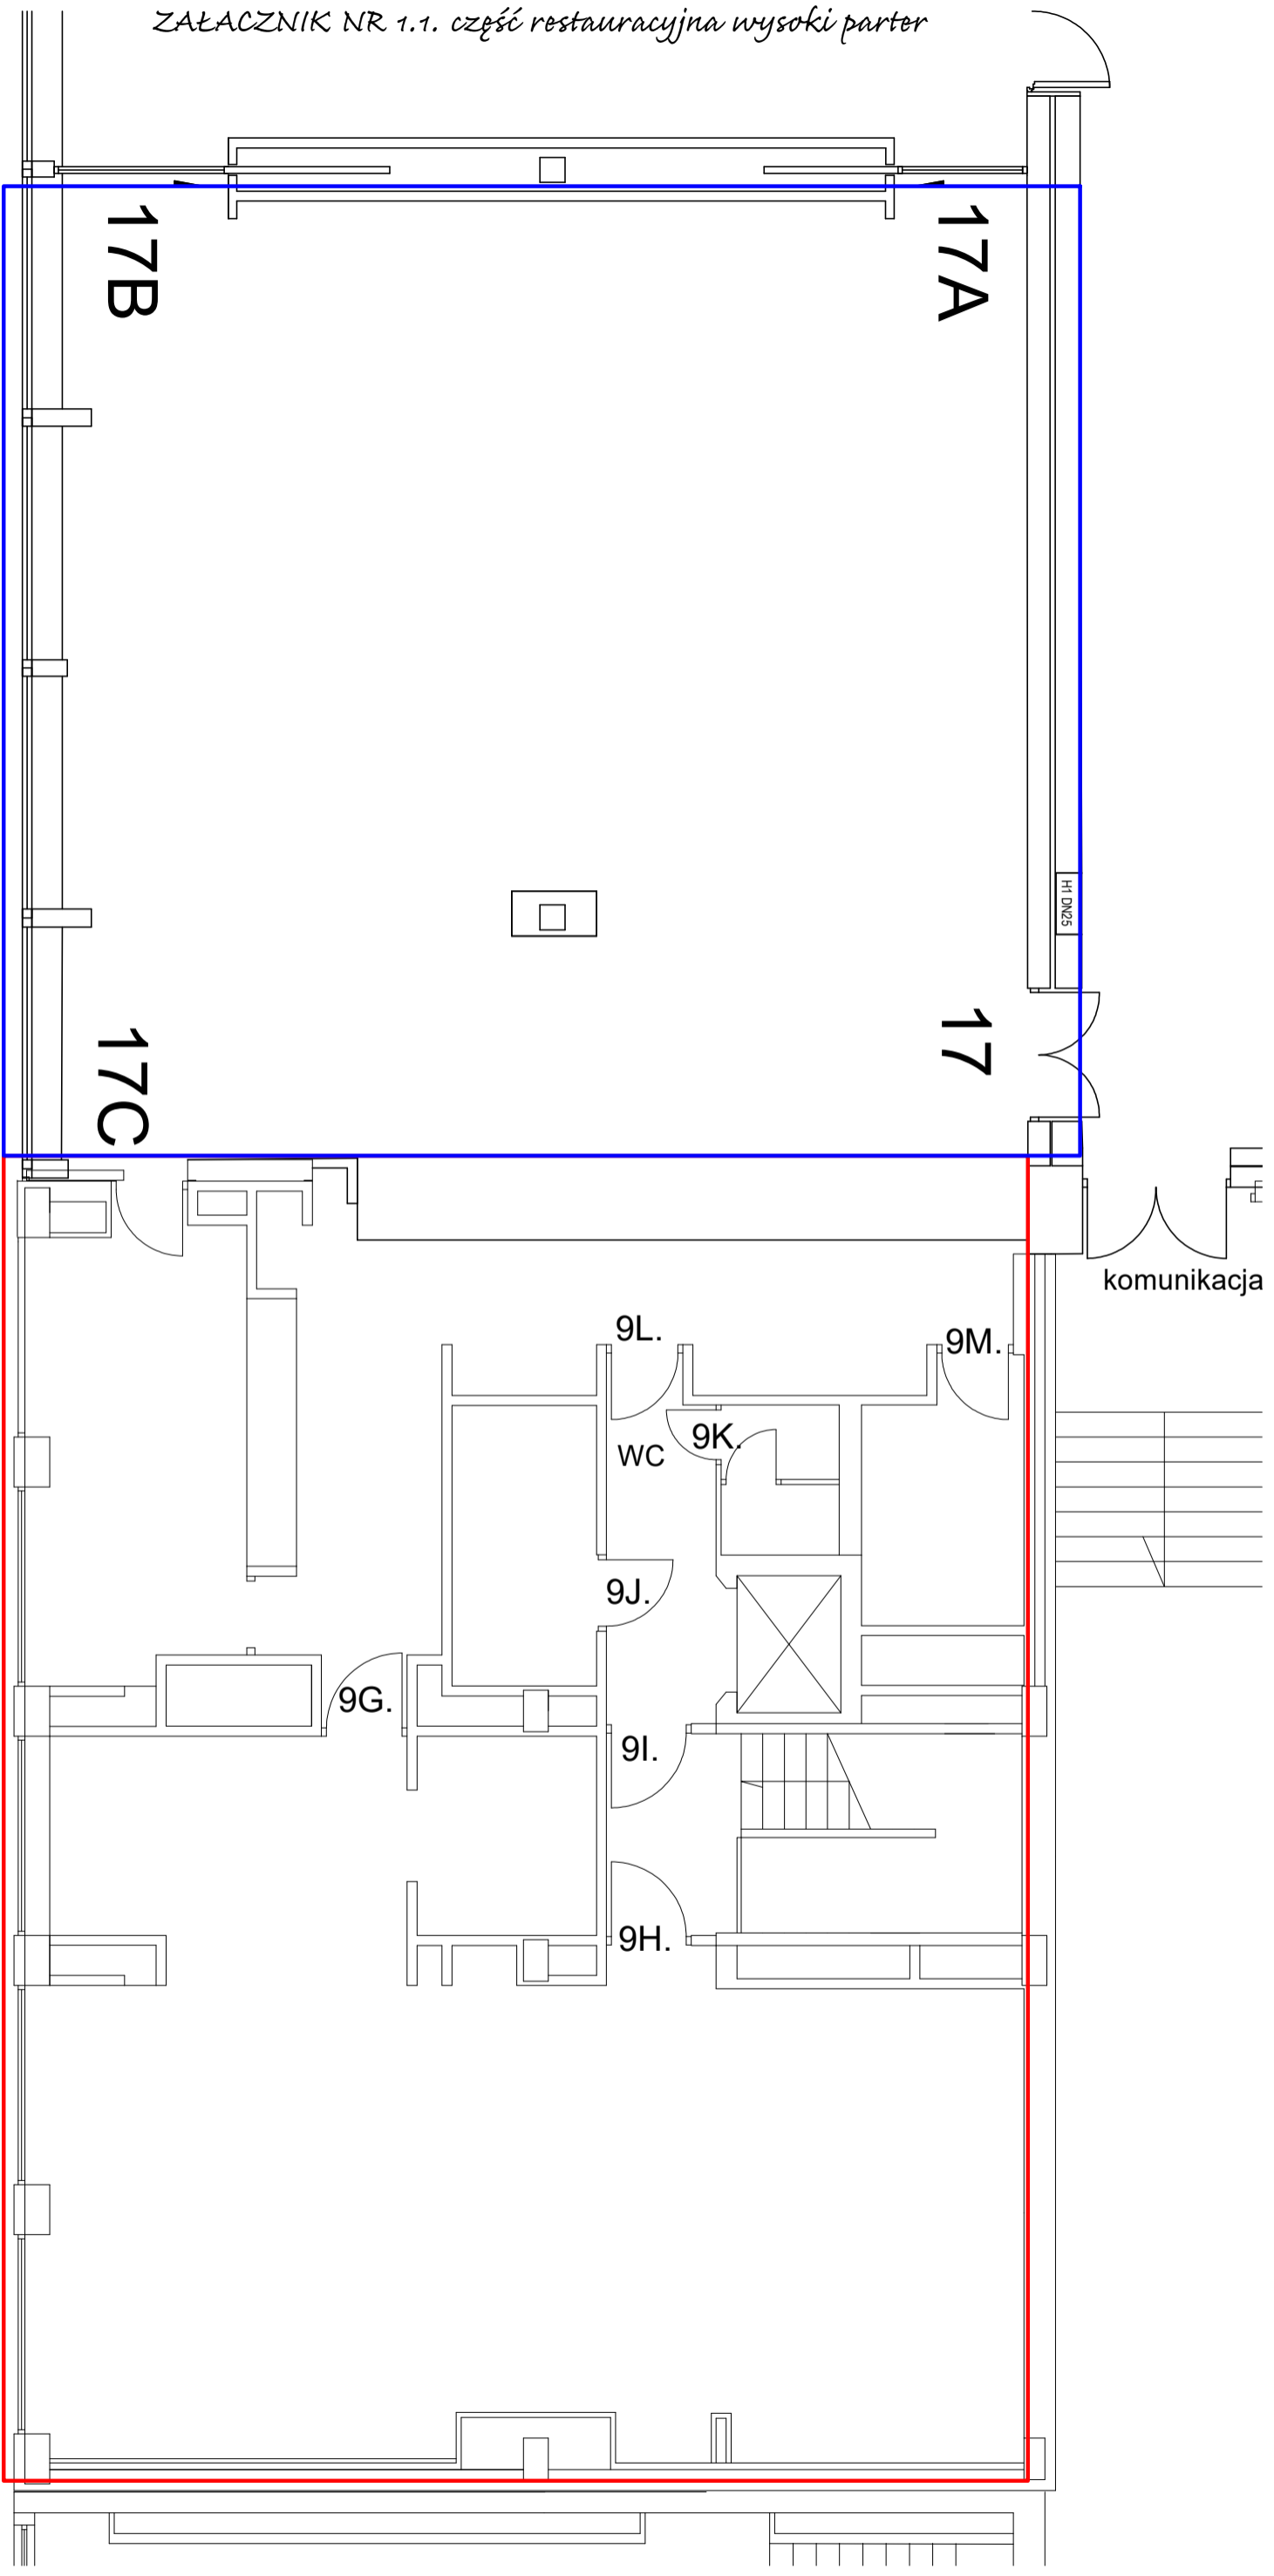 ZAŁACZNIK NR 1.1. część restauracyjna wysoki parter
17B
17A
H1 DN25
17
17C
komunikacja
9L.
9M.
9K.
WC
9J.
9G.
9I.
9H.